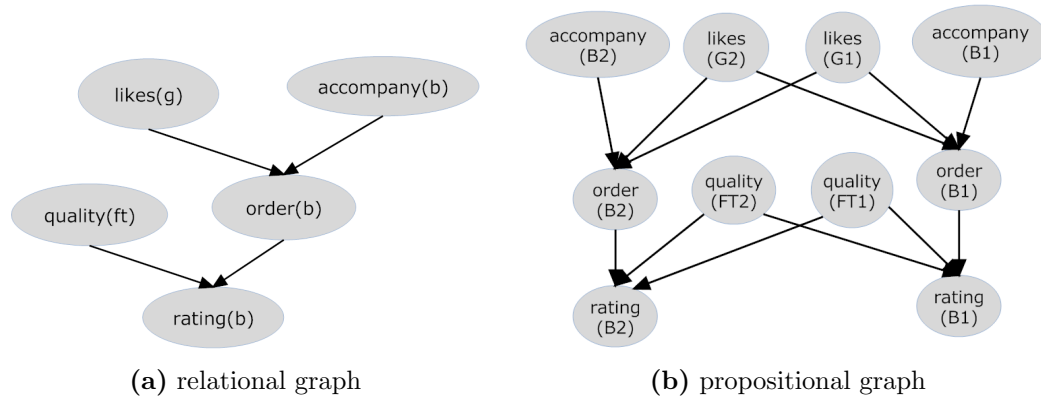 likes(g)
accompany(b)
quality(ft)
order(b)
rating(b)
(a) relational graph
accompany
(B2)
likes
(G2)
likes
(G1)
accompany
(B1)
order
(B2)
quality
(FT2)
quality
(FT1)
order
(B1)
rating
(B2)
rating
(B1)
(b) propositional graph